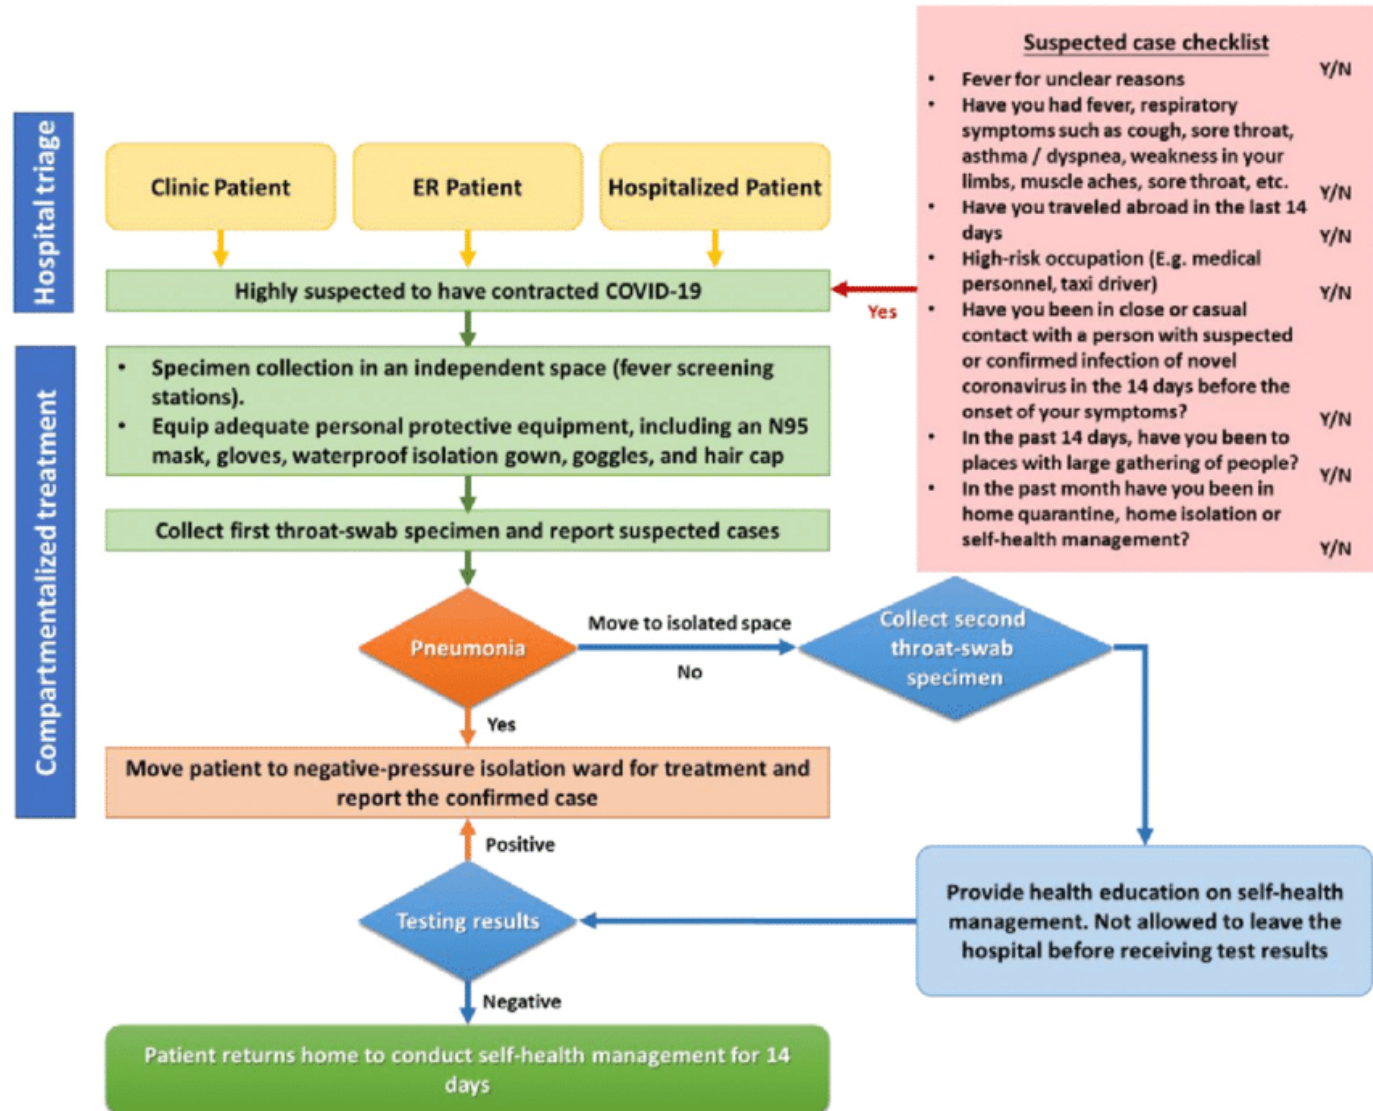 Hospital triage
Clinic Patient
ER Patient
Hospitalized Patient
Highly suspected to have contracted COVID-19
Yes
Suspected case checklist
• Fever for unclear reasons Y/N
• Have you had fever, respiratory
symptoms such as cough, sore throat,
asthma / dyspnea, weakness in your
limbs, muscle aches, sore throat, etc. Y/N
• Have you traveled abroad in the last 14
days Y/N
• High-risk occupation (E.g. medical
personnel, taxi driver) Y/N
• Have you been in close or casual
contact with a person with suspected
or confirmed infection of novel
coronavirus in the 14 days before the
onset of your symptoms? Y/N
• In the past 14 days, have you been to
places with large gathering of people? Y/N
• In the past month have you been in
home quarantine, home isolation or
self-health management? Y/N
Compartmentalized treatment
• Specimen collection in an independent space (fever screening
stations).
• Equip adequate personal protective equipment, including an N95
mask, gloves, waterproof isolation gown, goggles, and hair cap
Collect first throat-swab specimen and report suspected cases
Pneumonia
Move to isolated space
No
Collect second
throat-swab
specimen
Yes
Move patient to negative-pressure isolation ward for treatment and
report the confirmed case
Positive
Testing results
Provide health education on self-health
management. Not allowed to leave the
hospital before receiving test results
Negative
Patient returns home to conduct self-health management for 14
days